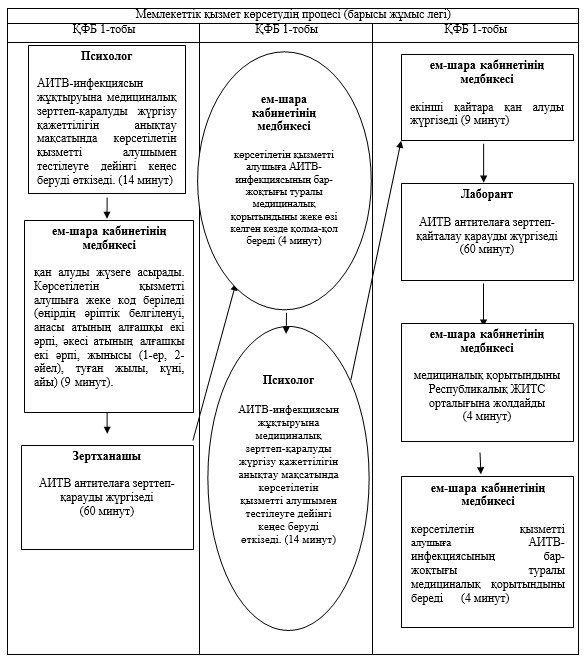 Мемлекеттік қызмет көрсетудің процесі (барысы жұмыс легі)
ҚФБ 1-тобы
ҚФБ 1-тобы
ҚФБ 1-тобы
Психолог
АИТВ-инфекциясын
жұқтыруына медициналық
зерттеп-қаралуды жүргізу
қажеттілігін анықтау
мақсатында көрсетілетін
қызметті алушымен
тестілеуге дейінгі кеңес
беруді өткізеді. (14 минут)
ем-шара кабинетінің
медбикесі
қан алуды жүзеге асырады.
Көрсетілетін қызметті
алушыға жеке код беріледі
(өңірдің әріптік белгіленуі,
анасы атының алғашқы екі
әрпі, әкесі атының алғашқы
екі әрпі, жынысы (1-ер, 2-
әйел), туған жылы, күні,
айы) (9 минут).
Зертханашы
АИТВ антителаға зерттеп-
қарауды жүргізеді
(60 минут)
ем-шара
кабинетінің
медбикесі
көрсетілетін қызметті
алушыға АИТВ-
инфекциясының бар-
жоқтығы туралы
медициналық
қорытындыны жеке өзі
келген кезде қолма-қол
береді (4 минут)
Психолог
АИТВ-инфекциясын
жұқтыруына
медициналық
зерттеп-қаралуды
жүргізу қажеттілігін
анықтау мақсатында
көрсетілетін
қызметті алушымен
тестілеуге дейінгі
кеңес беруді
өткізеді. (14 минут)
ем-шара кабинетінің
медбикесі
екінші қайтара қан алуды
жүргізеді (9 минут)
Лаборант
АИТВ антителаға зерттеп-
қайталау қарауды жүргізеді
(60 минут)
ем-шара кабинетінің
медбикесі
медициналық қорытындыны
Республикалық ЖИТС
орталығына жолдайды
(4 минут)
ем-шара кабинетінің
медбикесі
көрсетілетін қызметті
алушыға АИТВ-
инфекциясының бар-
жоқтығы туралы
медициналық қорытындыны
береді (4 минут)